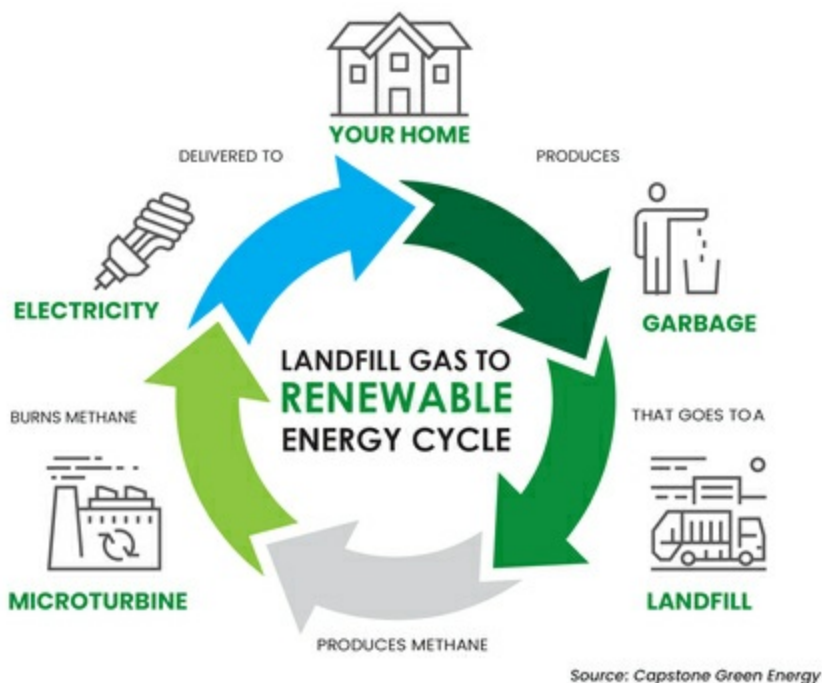 YOUR HOME
DELIVERED TO
PRODUCES
ELECTRICITY
GARBAGE
LANDFILL GAS TO
RENEWABLE
ENERGY CYCLE
BURNS METHANE
THAT GOES TO A
MICROTURBINE
LANDFILL
PRODUCES METHANE
Source: Capstone Green Energy